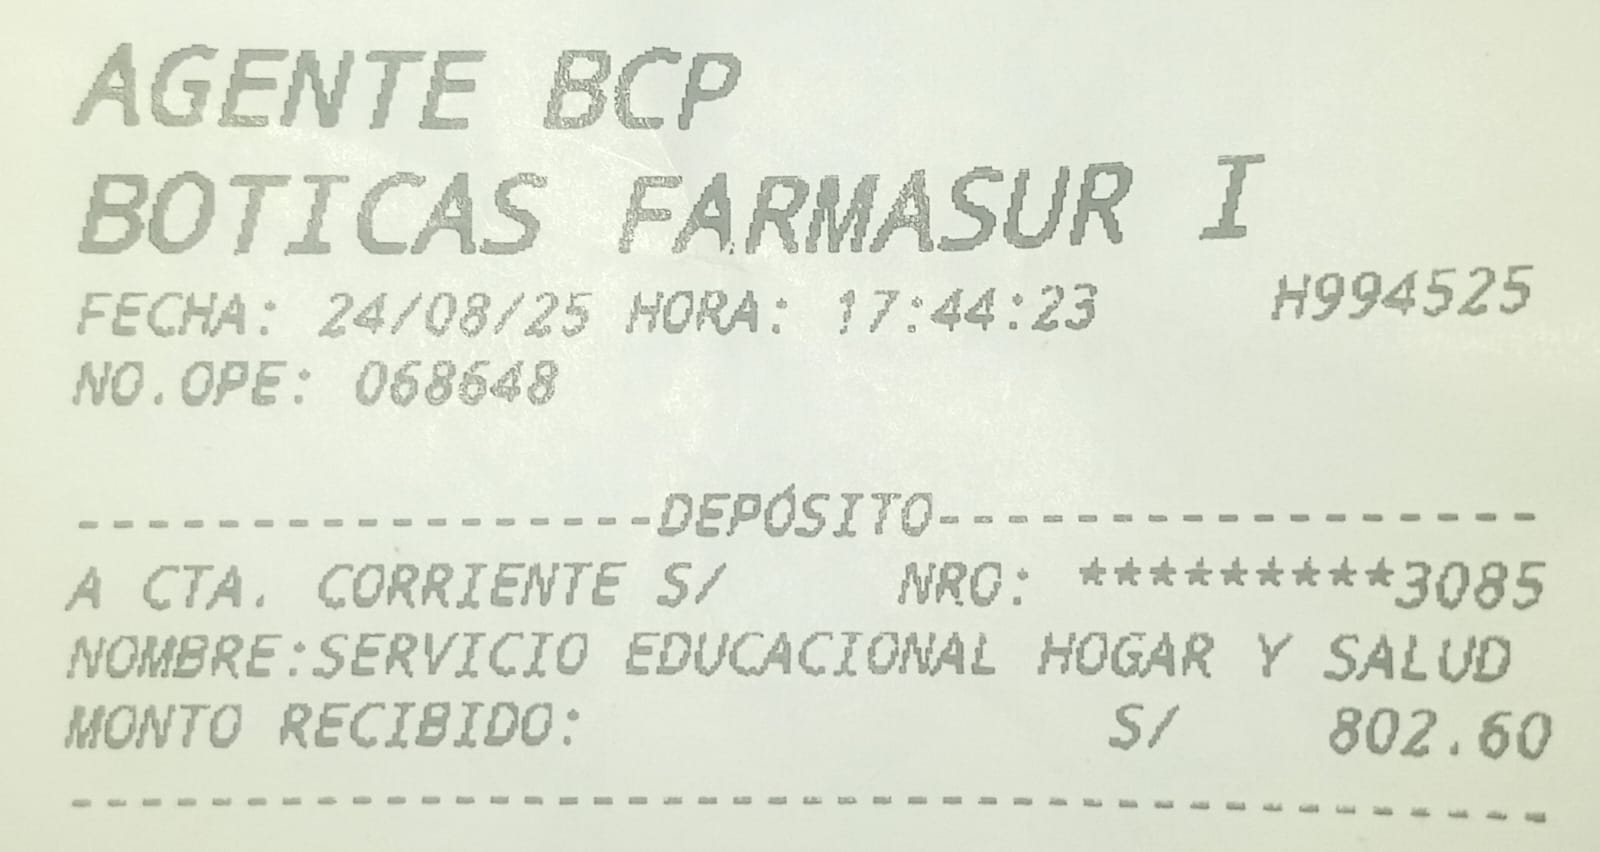 AGENTE BCP
BOTICAS FARMASUR I
FECHA: 24/08/25 HORA: 17:44:23 H994525
NO.OPE: 068648
-----------------DEPÓSITO-----------------
A CTA. CORRIENTE S/ NRO: *********3085
NOMBRE:SERVICIO EDUCACIONAL HOGAR Y SALUD
MONTO RECIBIDO: S/ 802.60
------------------------------------------